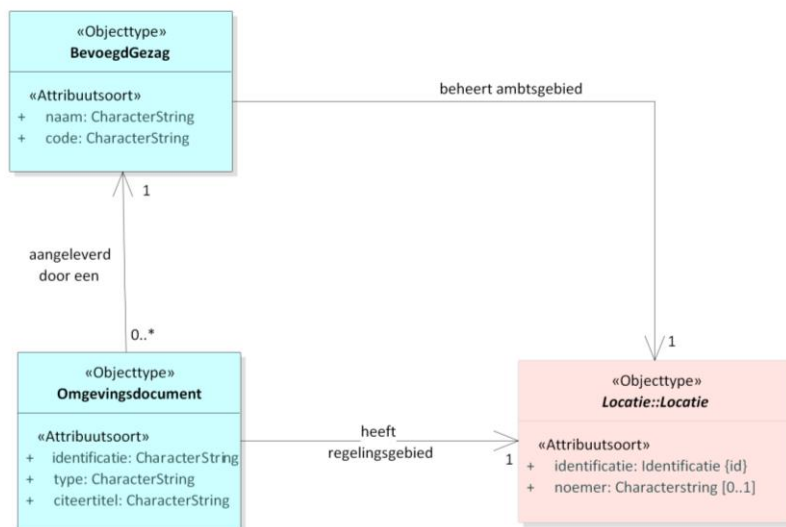 «Objecttype»
BevoegdGezag
«Attribuutsoort»
+ naam: CharacterString
+ code: CharacterString
beheert ambtsgebied
1
aangeleverd
door een
0..*
1
«Objecttype»
Omgevingsdocument
«Attribuutsoort»
+ identificatie: CharacterString
+ type: CharacterString
+ citeertitel: CharacterString
heeft
regelingsgebied
1
«Objecttype»
Locatie::Locatie
«Attribuutsoort»
+ identificatie: Identificatie {id}
+ noemer: Characterstring [0..1]